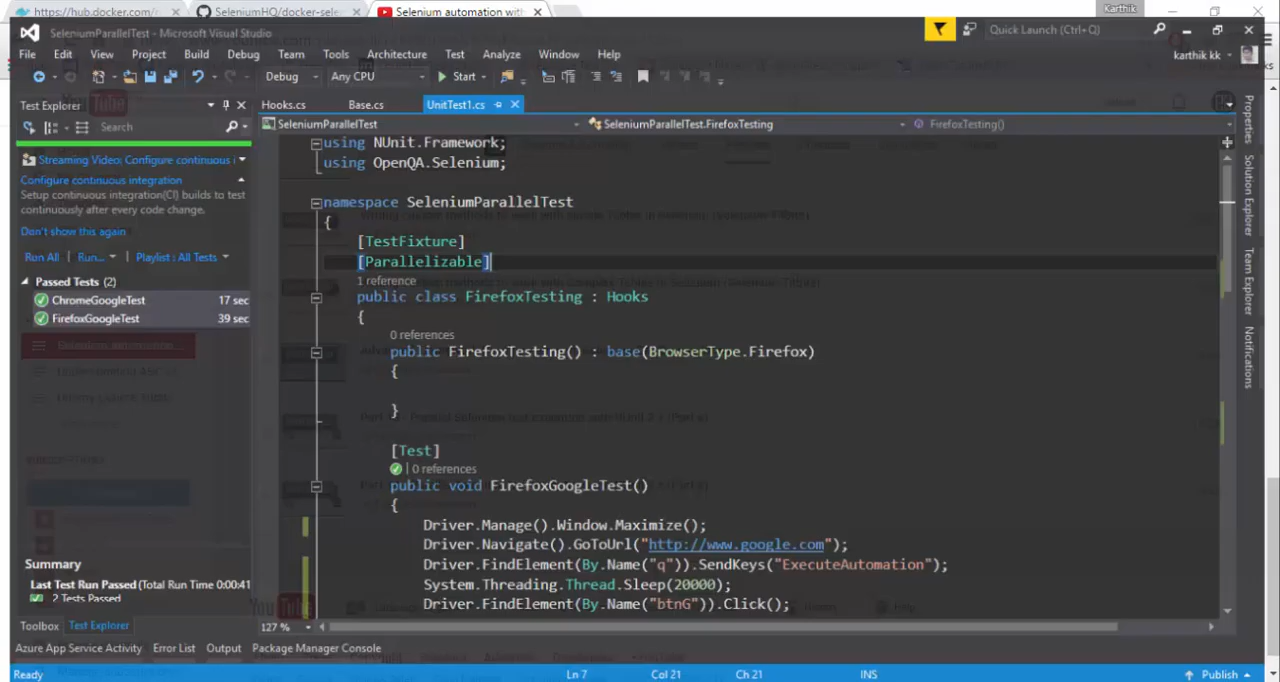 https://hub.docker.com/
SeleniumHQ/docker-sele
Selenium automation with
Karthik
SeleniumParallelTest - Microsoft Visual Studio
Quick Launch (Ctrl+Q)
File Edit View Project Build Debug Team Tools Architecture Test Analyze Window Help
karthik kk
Debug Any CPU Start
Test Explorer
Hooks.cs Base.cs UnitTest1.cs
Search
SeleniumParallelTest SeleniumParallelTest.FirefoxTesting FirefoxTesting()
Streaming Video: Configure continuous i
Configure continuous integration
Setup continuous integration(CI) builds to test
continuously after every code change.
Don't show this again
Run All Run... Playlist : All Tests
Passed Tests (2)
ChromeGoogleTest 17 sec
FirefoxGoogleTest 39 sec
Summary
Last Test Run Passed (Total Run Time 0:00:41
2 Tests Passed
Toolbox Test Explorer
using NUnit.Framework;
using OpenQA.Selenium;
namespace SeleniumParallelTest
{
[TestFixture]
[Parallelizable]
1 reference
public class FirefoxTesting : Hooks
{
0 references
public FirefoxTesting() : base(BrowserType.Firefox)
{
}
[Test]
0 references
public void FirefoxGoogleTest()
{
Driver.Manage().Window.Maximize();
Driver.Navigate().GoToUrl("http://www.google.com");
Driver.FindElement(By.Name("q")).SendKeys("ExecuteAutomation");
System.Threading.Thread.Sleep(20000);
Driver.FindElement(By.Name("btnG")).Click();
127 %
Properties
Solution Explorer
Team Explorer
Notifications
Azure App Service Activity Error List Output Package Manager Console
Ready Ln 7 Col 21 Ch 21 INS Publish